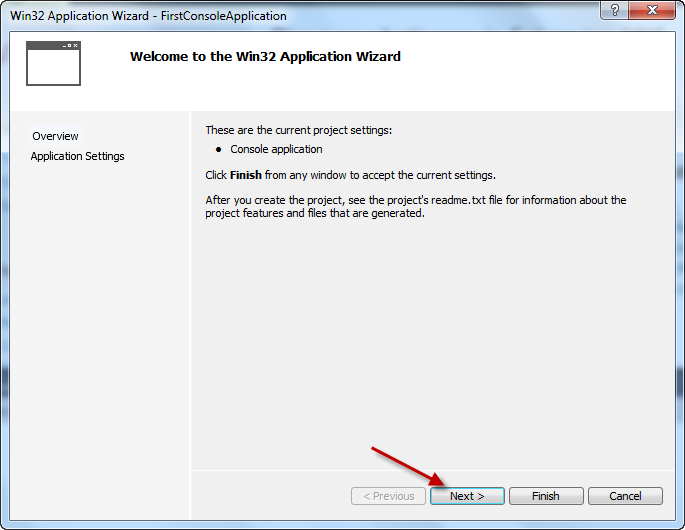 Win32 Application Wizard - FirstConsoleApplication
?
Welcome to the Win32 Application Wizard
Overview
Application Settings
These are the current project settings:
• Console application
Click Finish from any window to accept the current settings.
After you create the project, see the project's readme.txt file for information about the
project features and files that are generated.
< Previous
Next >
Finish
Cancel